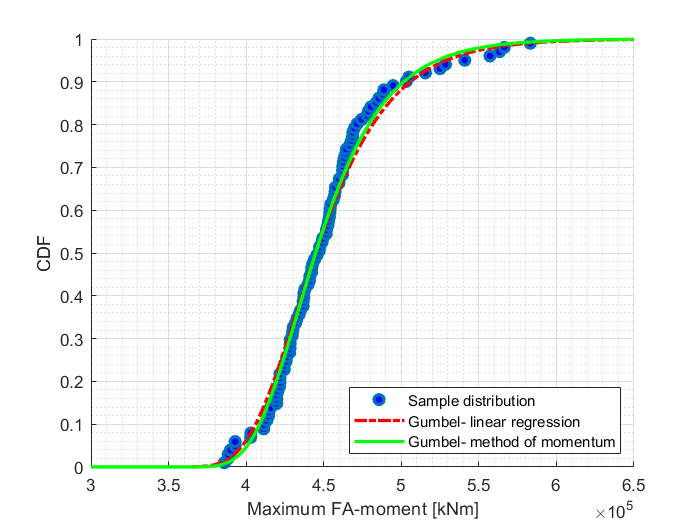 1
0.9
0.8
0.7
0.6
0.5
0.4
0.3
0.2
0.1
0
CDF
Sample distribution
Gumbel- linear regression
Gumbel- method of momentum
3 3.5 4 4.5 5 5.5 6 6.5
Maximum FA-moment [kNm]
×10⁵